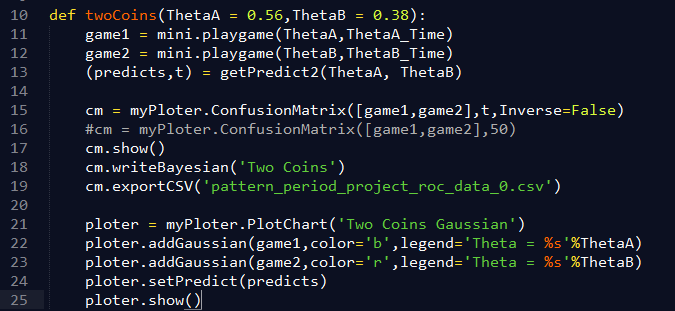 10 def twoCoins(ThetaA = 0.56,ThetaB = 0.38):
11     game1 = mini.playgame(ThetaA,ThetaA_Time)
12     game2 = mini.playgame(ThetaB,ThetaB_Time)
13     (predicts,t) = getPredict2(ThetaA, ThetaB)
14
15     cm = myPloter.ConfusionMatrix([game1,game2],t,Inverse=False)
16     #cm = myPloter.ConfusionMatrix([game1,game2],50)
17     cm.show()
18     cm.writeBayesian('Two Coins')
19     cm.exportCSV('pattern_period_project_roc_data_0.csv')
20
21     ploter = myPloter.PlotChart('Two Coins Gaussian')
22     ploter.addGaussian(game1,color='b',legend='Theta = %s'%ThetaA)
23     ploter.addGaussian(game2,color='r',legend='Theta = %s'%ThetaB)
24     ploter.setPredict(predicts)
25     ploter.show()